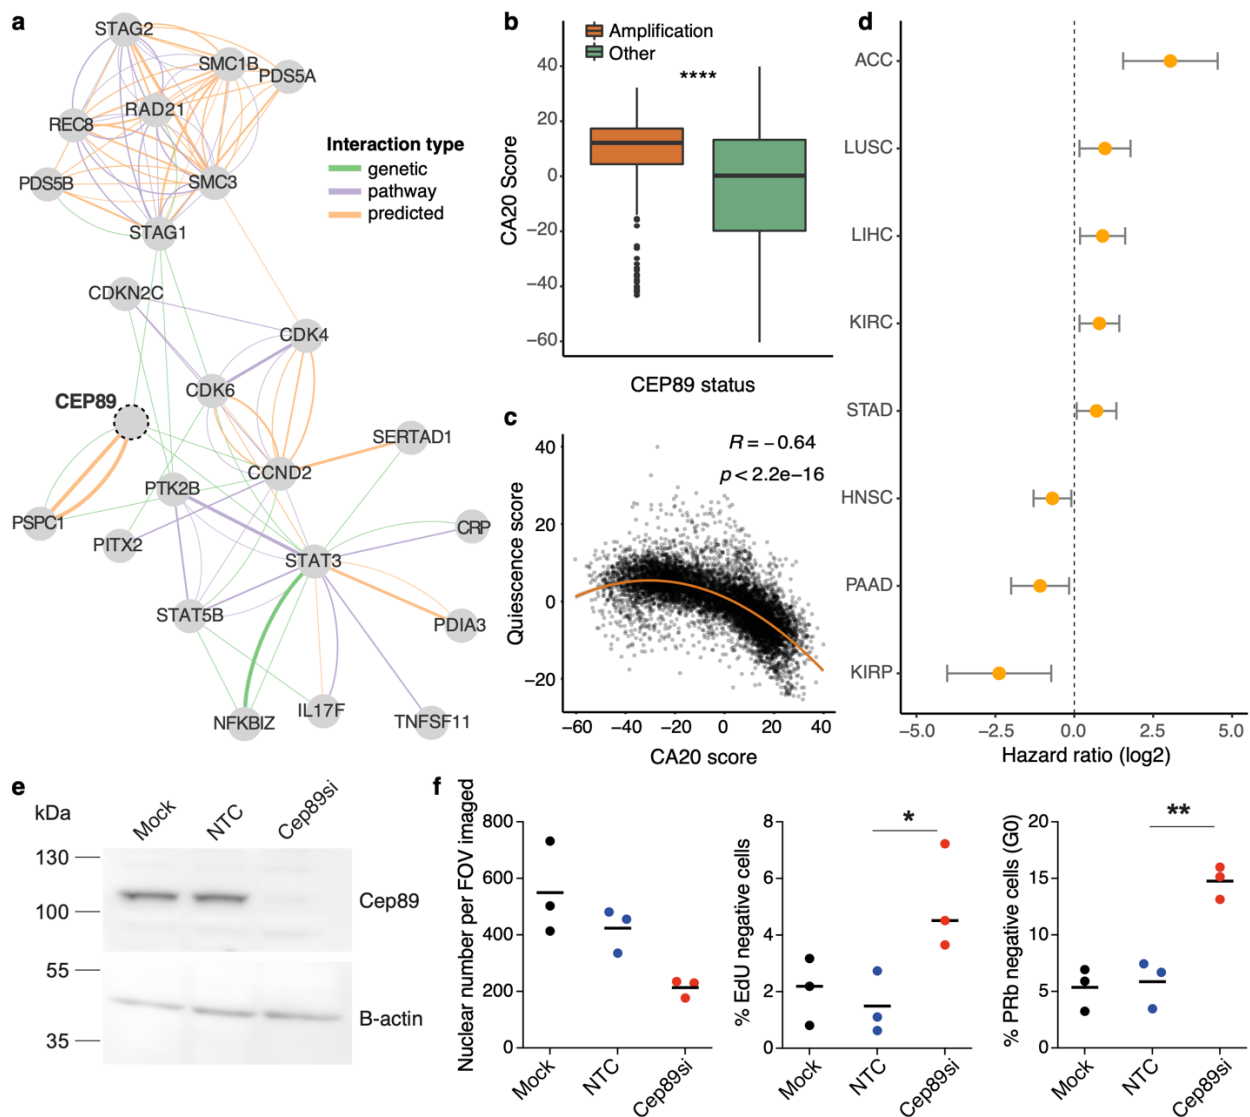 a
STAG2
SMC1B
PDS5A
RAD21
REC8
PDS5B
SMC3
STAG1
Interaction type
genetic
pathway
predicted
CDKN2C
CDK4
CDK6
CEP89
SERTAD1
CCND2
PTK2B
PSPC1
PITX2
CRP
STAT3
STAT5B
PDIA3
NFKBIZ
IL17F
TNFSF11
b
Amplification
Other
****
CA20 Score
40
20
0
−20
−40
−60
CEP89 status
c
R = −0.64
p < 2.2e−16
Quiescence score
40
20
0
−20
−60 −40 −20 0 20 40
CA20 score
d
ACC
LUSC
LIHC
KIRC
STAD
HNSC
PAAD
KIRP
−5.0 −2.5 0.0 2.5 5.0
Hazard ratio (log2)
e
kDa
Mock NTC Cep89si
130
100
Cep89
55
35
B-actin
f
Nuclear number per FOV imaged
800
600
400
200
0
Mock NTC Cep89si
% EdU negative cells
8
6
4
2
0
*
Mock NTC Cep89si
% PRb negative cells (G0)
20
15
10
5
0
**
Mock NTC Cep89si